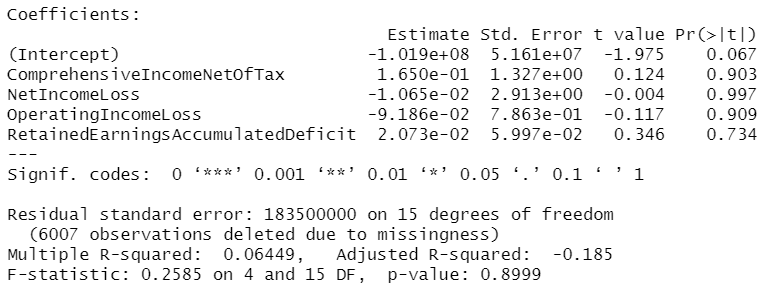 Coefficients:
                                Estimate Std. Error t value Pr(>|t|)
(Intercept)                   -1.019e+08  5.161e+07  -1.975    0.067
ComprehensiveIncomeNetOfTax    1.650e-01  1.327e+00   0.124    0.903
NetIncomeLoss                 -1.065e-02  2.913e+00  -0.004    0.997
OperatingIncomeLoss           -9.186e-02  7.863e-01  -0.117    0.909
RetainedEarningsAccumulatedDeficit  2.073e-02  5.997e-02   0.346    0.734
---
Signif. codes:  0 ‘***’ 0.001 ‘**’ 0.01 ‘*’ 0.05 ‘.’ 0.1 ‘ ’ 1
Residual standard error: 183500000 on 15 degrees of freedom
  (6007 observations deleted due to missingness)
Multiple R-squared:  0.06449,   Adjusted R-squared:  -0.185
F-statistic: 0.2585 on 4 and 15 DF,  p-value: 0.8999